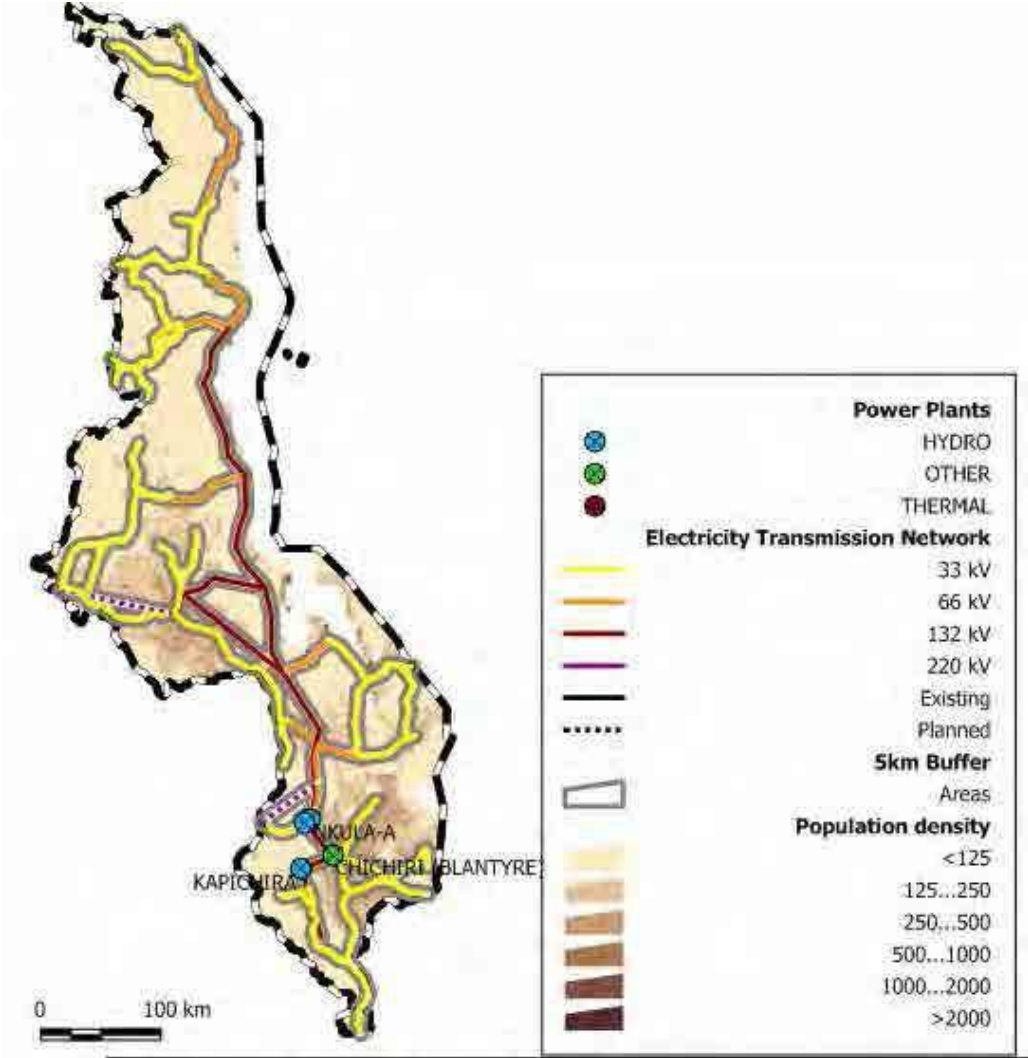 Power Plants
HYDRO
OTHER
THERMAL
Electricity Transmission Network
33 kV
66 kV
132 kV
220 kV
Existing
Planned
5km Buffer
Areas
Population density
<125
125...250
250...500
500...1000
1000...2000
>2000
NKULA-A
CHICHIRI (BLANTYRE)
KAPICHIRA
0 100 km